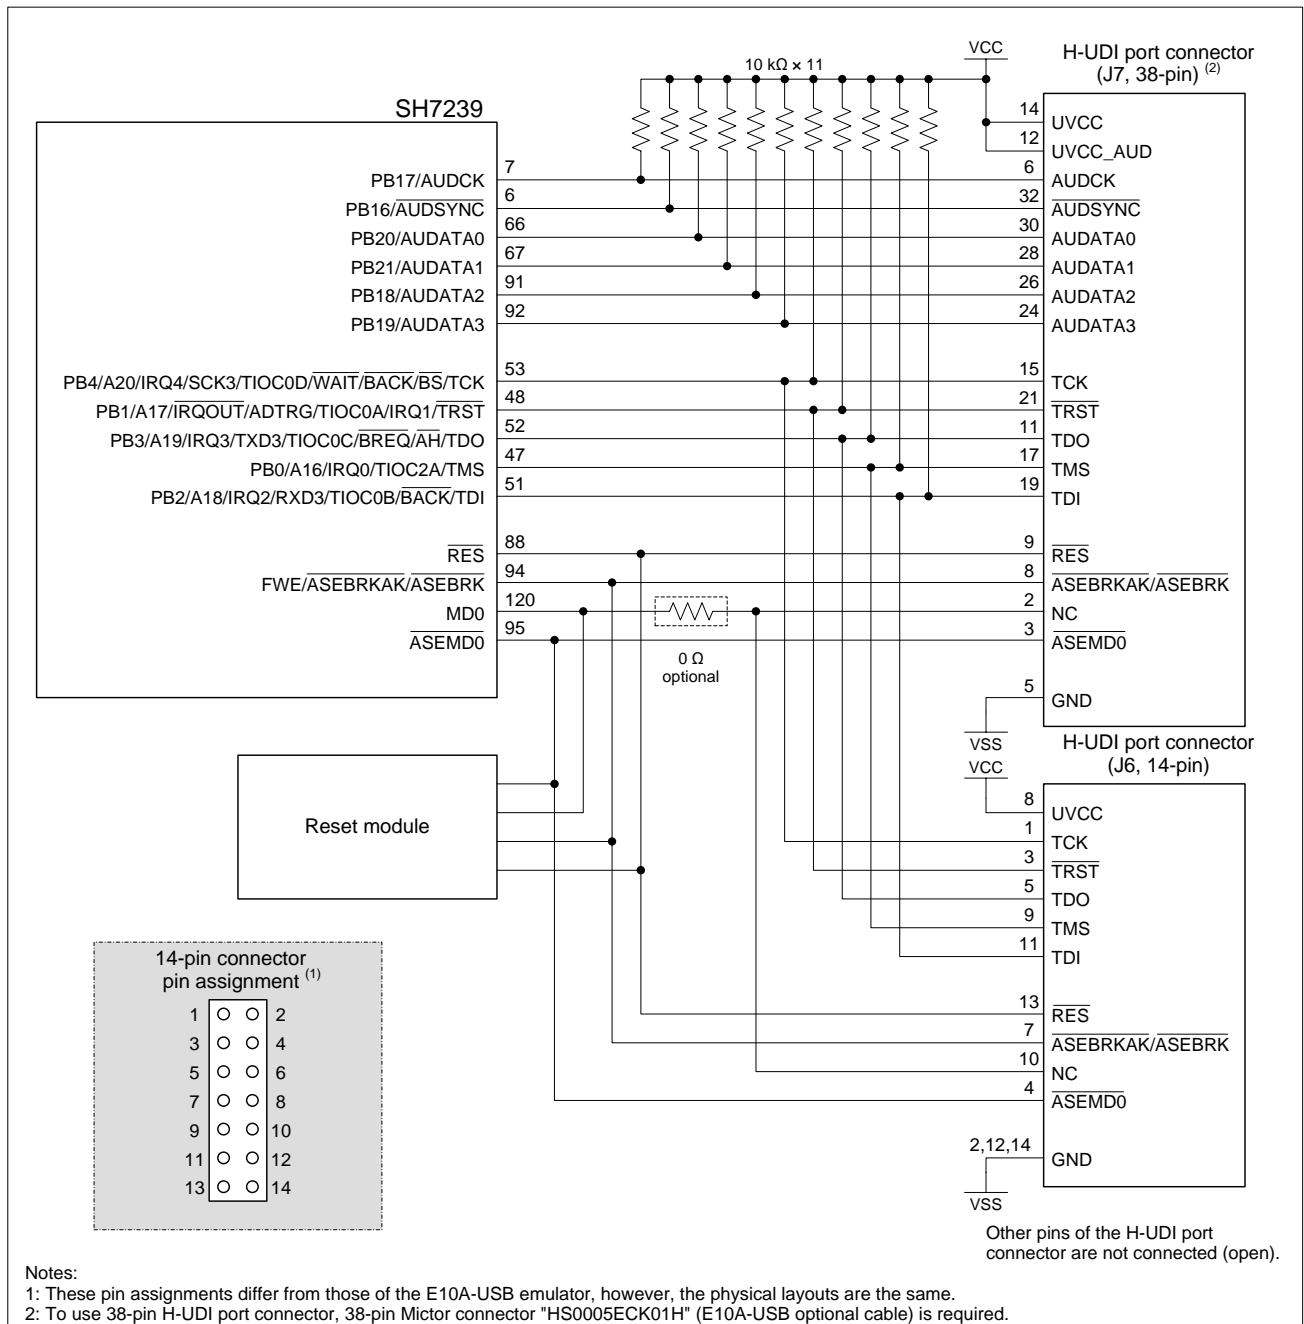 VCC
10 kΩ × 11
H-UDI port connector
(J7, 38-pin) (2)
SH7239
14 UVCC
12 UVCC_AUD
PB17/AUDCK 7 6 AUDCK
PB16/AUDSYNC 6 32 AUDSYNC
PB20/AUDATA0 66 30 AUDATA0
PB21/AUDATA1 67 28 AUDATA1
PB18/AUDATA2 91 26 AUDATA2
PB19/AUDATA3 92 24 AUDATA3
PB4/A20/IRQ4/SCK3/TIOC0D/WAIT/BACK/BS/TCK 53 15 TCK
PB1/A17/IRQOUT/ADTRG/TIOC0A/IRQ1/TRST 48 21 TRST
PB3/A19/IRQ3/TXD3/TIOC0C/BREQ/AH/TDO 52 11 TDO
PB0/A16/IRQ0/TIOC2A/TMS 47 17 TMS
PB2/A18/IRQ2/RXD3/TIOC0B/BACK/TDI 51 19 TDI
RES 88 9 RES
FWE/ASEBRKAK/ASEBRK 94 8 ASEBRKAK/ASEBRK
MD0 120 2 NC
ASEMD0 95 3 ASEMD0
0 Ω
optional
5 GND
VSS
H-UDI port connector
(J6, 14-pin)
VCC
8 UVCC
1 TCK
3 TRST
5 TDO
9 TMS
11 TDI
13 RES
7 ASEBRKAK/ASEBRK
10 NC
4 ASEMD0
2,12,14 GND
VSS
Reset module
14-pin connector
pin assignment (1)
1 2
3 4
5 6
7 8
9 10
11 12
13 14
Other pins of the H-UDI port
connector are not connected (open).
Notes:
1: These pin assignments differ from those of the E10A-USB emulator, however, the physical layouts are the same.
2: To use 38-pin H-UDI port connector, 38-pin Mictor connector "HS0005ECK01H" (E10A-USB optional cable) is required.